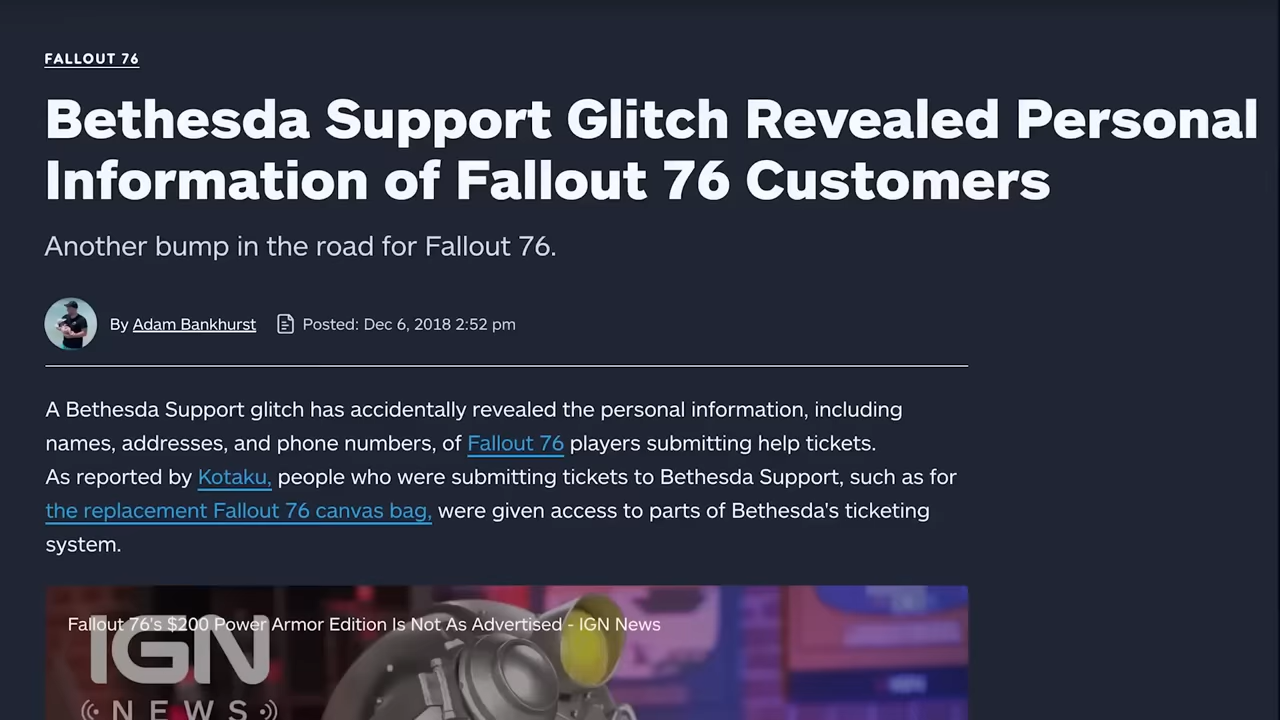 FALLOUT 76
Bethesda Support Glitch Revealed Personal
Information of Fallout 76 Customers
Another bump in the road for Fallout 76.
By Adam Bankhurst Posted: Dec 6, 2018 2:52 pm
A Bethesda Support glitch has accidentally revealed the personal information, including
names, addresses, and phone numbers, of Fallout 76 players submitting help tickets.
As reported by Kotaku, people who were submitting tickets to Bethesda Support, such as for
the replacement Fallout 76 canvas bag, were given access to parts of Bethesda's ticketing
system.
Fallout 76's $200 Power Armor Edition Is Not As Advertised - IGN News
IGN
NEWS